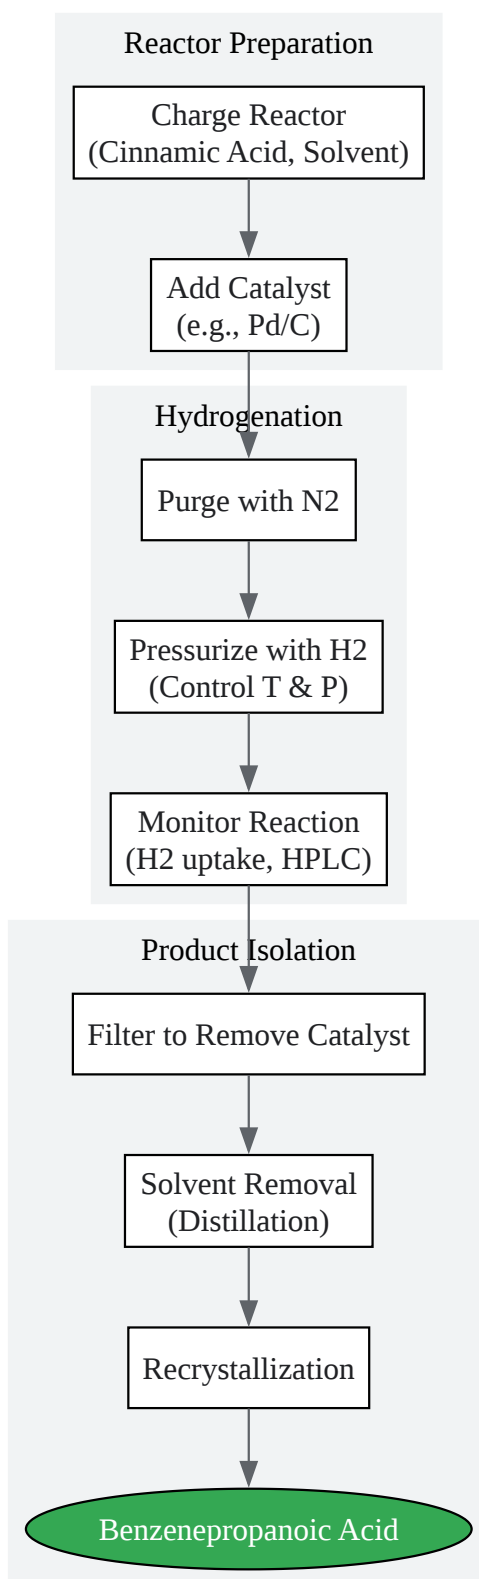 Reactor Preparation
Charge Reactor
(Cinnamic Acid, Solvent)
Add Catalyst
(e.g., Pd/C)
Hydrogenation
Purge with N2
Pressurize with H2
(Control T & P)
Monitor Reaction
(H2 uptake, HPLC)
Product Isolation
Filter to Remove Catalyst
Solvent Removal
(Distillation)
Recrystallization
Benzenepropanoic Acid